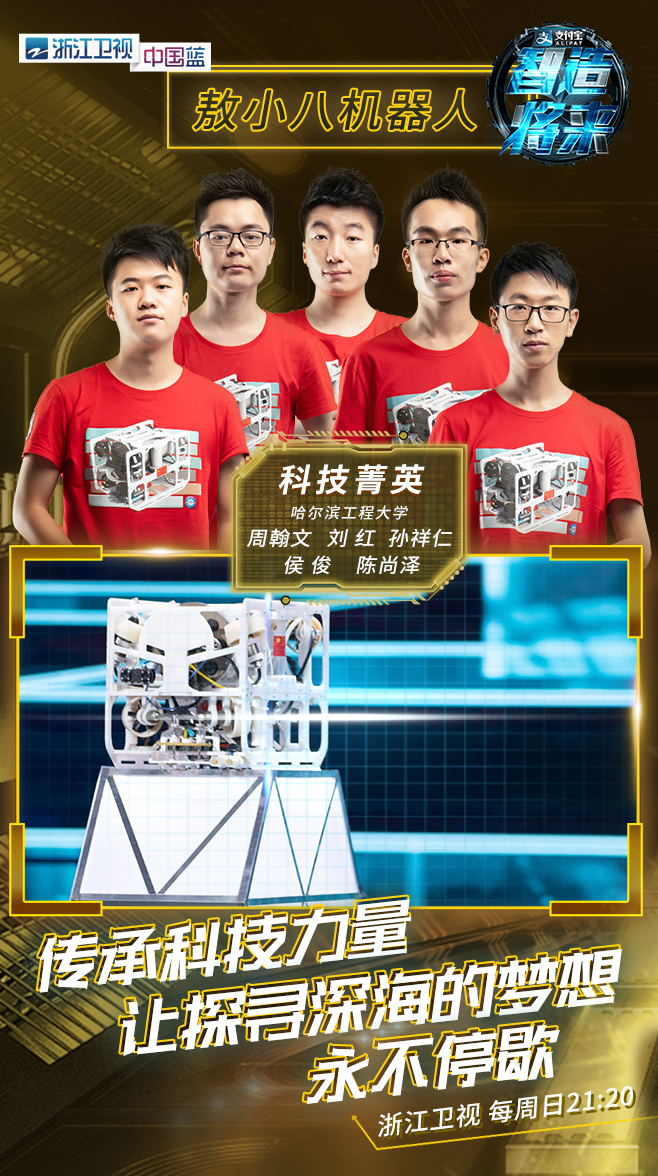 浙江卫视
中国蓝
支付宝
ALIPAY
智造
将来
敖小八机器人
科技菁英
哈尔滨工程大学
周翰文 刘红 孙祥仁
侯俊 陈尚泽
传承科技力量
让探寻深海的梦想
永不停歇
浙江卫视 每周日21:20